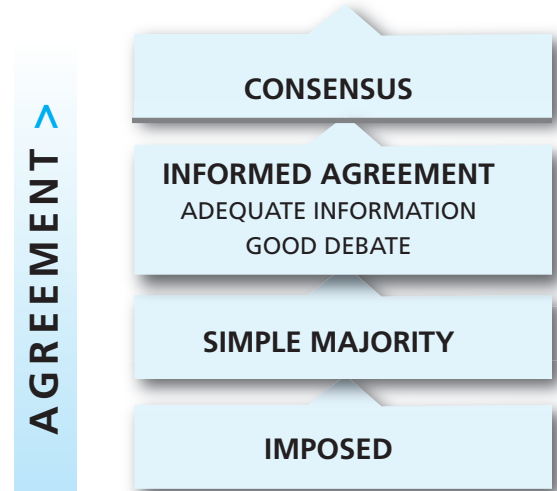 AGREEMENT >
CONSENSUS
INFORMED AGREEMENT
ADEQUATE INFORMATION
GOOD DEBATE
SIMPLE MAJORITY
IMPOSED